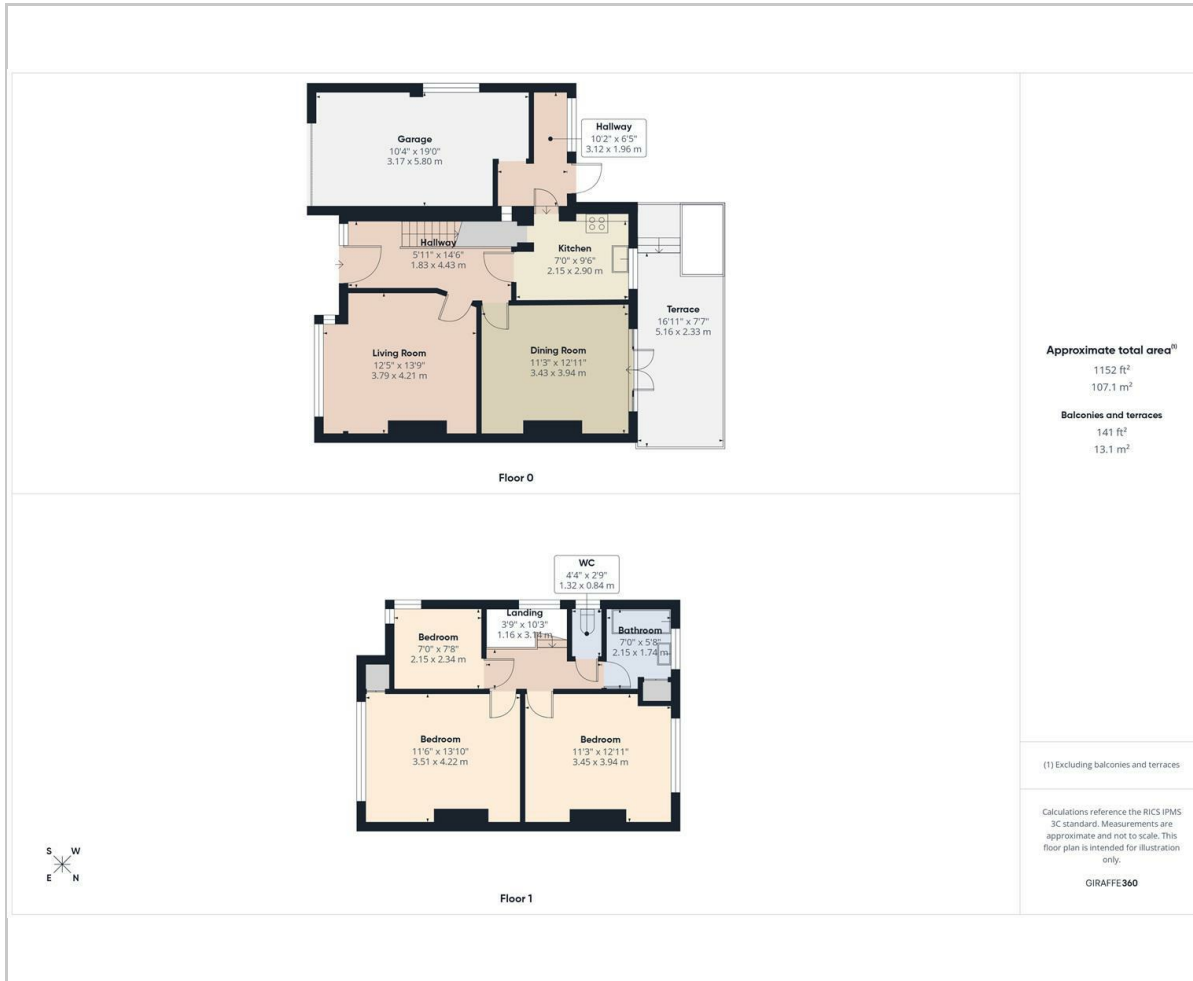 Garage
10'4" x 19'0"
3.17 x 5.80 m
Hallway
10'2" x 6'5"
3.12 x 1.96 m
Hallway
5'11" x 14'6"
1.83 x 4.43 m
Kitchen
7'0" x 9'6"
2.15 x 2.90 m
Terrace
16'11" x 7'7"
5.16 x 2.33 m
Living Room
12'5" x 13'9"
3.79 x 4.21 m
Dining Room
11'3" x 12'11"
3.43 x 3.94 m
Floor 0
WC
4'4" x 2'9"
1.32 x 0.84 m
Landing
3'9" x 10'3"
1.16 x 3.14 m
Bedroom
7'0" x 7'8"
2.15 x 2.34 m
Bathroom
7'0" x 5'8"
2.15 x 1.74 m
Bedroom
11'6" x 13'10"
3.51 x 4.22 m
Bedroom
11'3" x 12'11"
3.45 x 3.94 m
S W
E N
Floor 1
Approximate total area⁽¹⁾
1152 ft²
107.1 m²
Balconies and terraces
141 ft²
13.1 m²
(1) Excluding balconies and terraces
Calculations reference the RICS IPMS
3C standard. Measurements are
approximate and not to scale. This
floor plan is intended for illustration
only.
GIRAFFE360